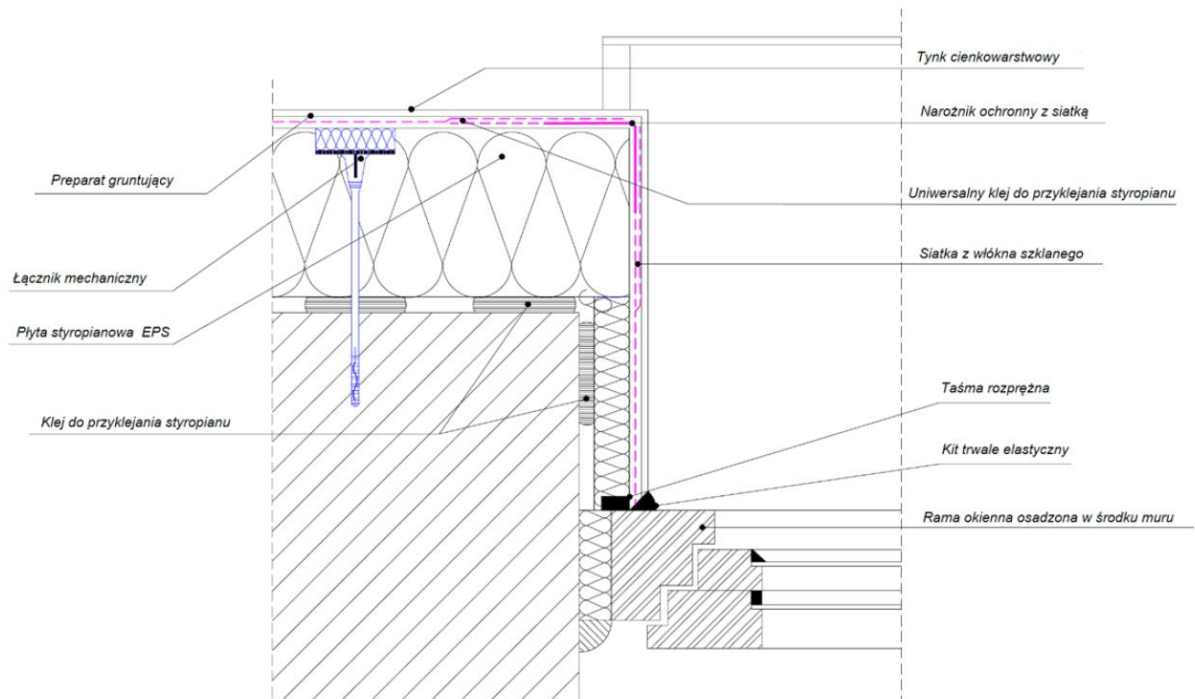 Tynk cienkowarstwowy
Narożnik ochronny z siatką
Preparat gruntujący
Uniwersalny klej do przyklejania styropianu
Siatka z włókna szklanego
Łącznik mechaniczny
Płyta styropianowa EPS
Taśma rozprężna
Klej do przyklejania styropianu
Kit trwale elastyczny
Rama okienna osadzona w środku muru